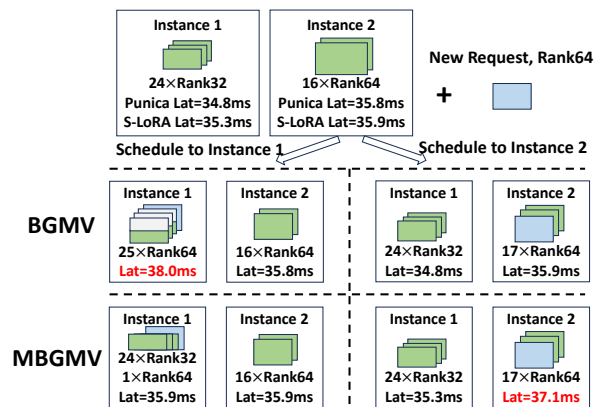 Instance 1
24×Rank32
Punica Lat=34.8ms
S-LoRA Lat=35.3ms
Instance 2
16×Rank64
Punica Lat=35.8ms
S-LoRA Lat=35.9ms
New Request, Rank64
+
Schedule to Instance 1
Schedule to Instance 2
BGMV
Instance 1
25×Rank64
Lat=38.0ms
Instance 2
16×Rank64
Lat=35.8ms
Instance 1
24×Rank32
Lat=34.8ms
Instance 2
17×Rank64
Lat=35.9ms
MBGMV
Instance 1
24×Rank32
1×Rank64
Lat=35.9ms
Instance 2
16×Rank64
Lat=35.9ms
Instance 1
24×Rank32
Lat=35.3ms
Instance 2
17×Rank64
Lat=37.1ms